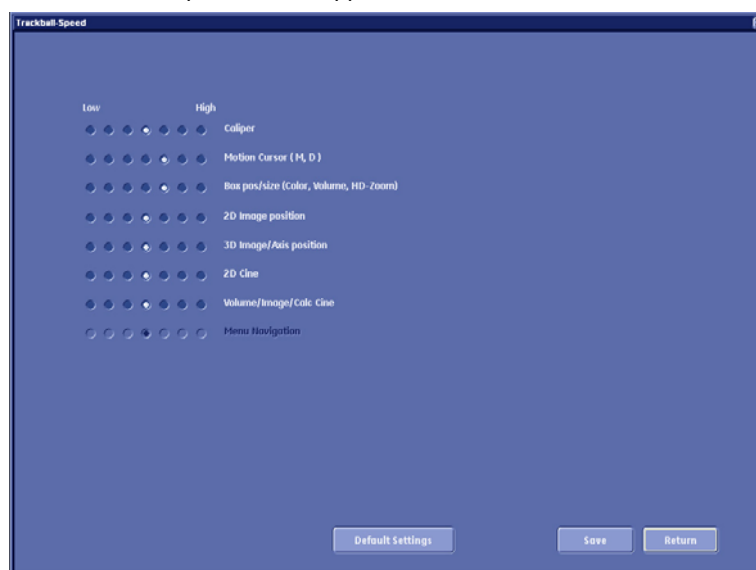 Trackball-Speed
Low High
Caliper
Motion Cursor ( M, D )
Box pos/size (Color, Volume, HD-Zoom)
2D Image position
3D Image/Axis position
2D Cine
Volume/Image/Calc Cine
Menu Navigation
Default Settings Save Return